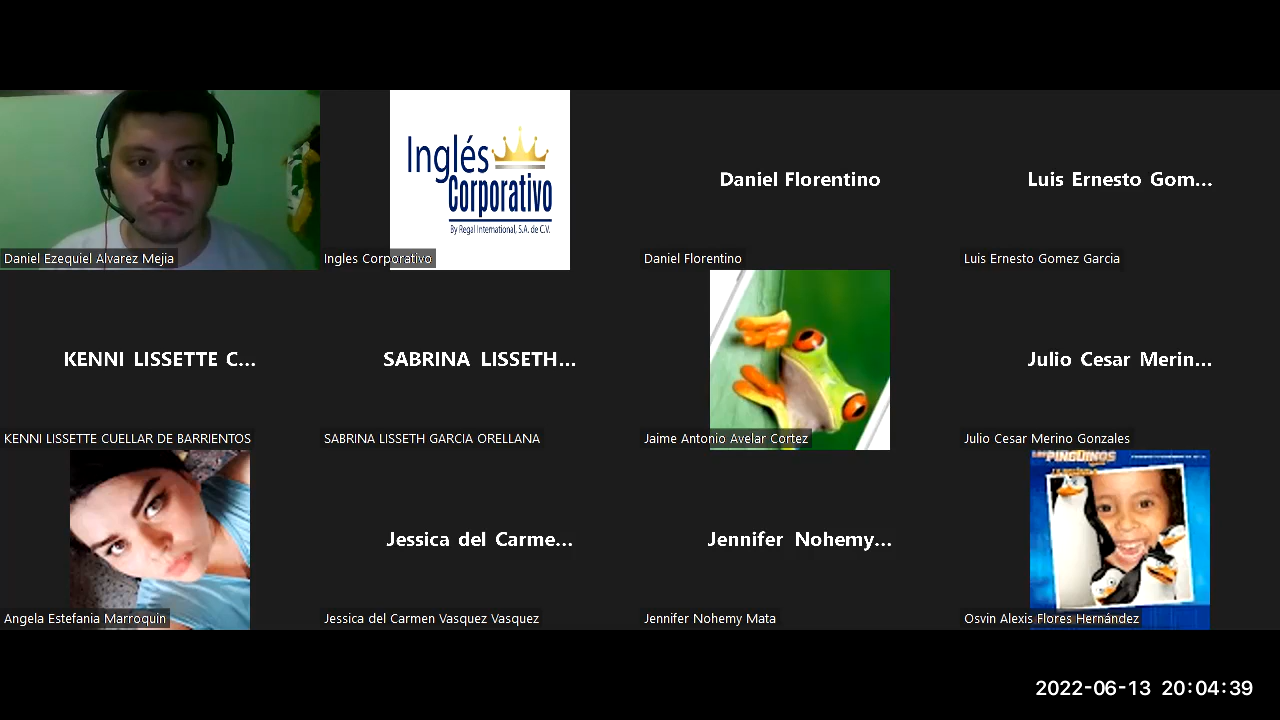 Inglés
Corporativo
By Regal International, S.A. de C.V.
Daniel Florentino
Luis Ernesto Gom...
Daniel Ezequiel Alvarez Mejia
Ingles Corporativo
Daniel Florentino
Luis Ernesto Gomez Garcia
KENNI LISSETTE C...
SABRINA LISSETH...
Julio Cesar Merin...
KENNI LISSETTE CUELLAR DE BARRIENTOS
SABRINA LISSETH GARCIA ORELLANA
Jaime Antonio Avelar Cortez
Julio Cesar Merino Gonzales
LOS PINGÜINOS
Jessica del Carme...
Jennifer Nohemy...
Angela Estefania Marroquin
Jessica del Carmen Vasquez Vasquez
Jennifer Nohemy Mata
Osvin Alexis Flores Hernández
2022-06-13 20:04:39